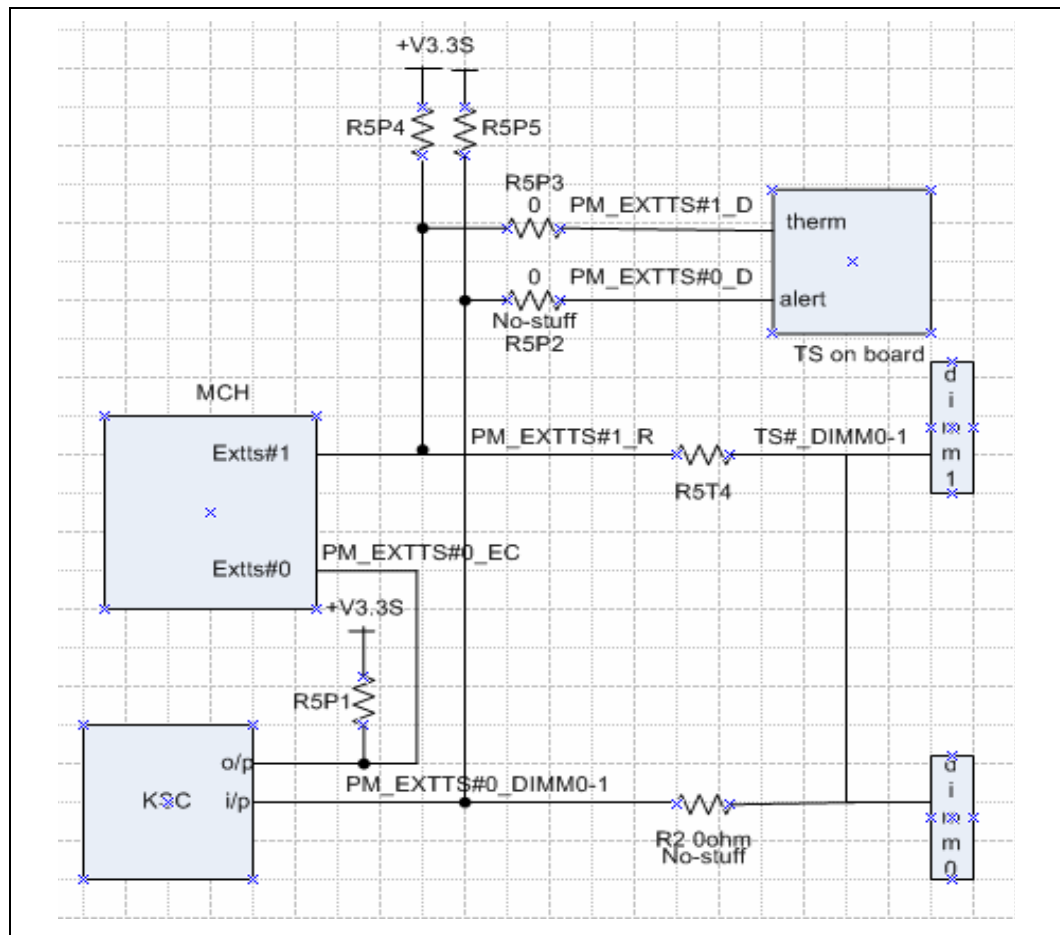 +V3.3S
R5P4
R5P5
R5P3
0
PM_EXTTS#1_D
therm
0
PM_EXTTS#0_D
alert
No-stuff
R5P2
TS on board
MCH
dimm1
Extts#1
PM_EXTTS#1_R
TS#_DIMM0-1
R5T4
PM_EXTTS#0_EC
Extts#0
+V3.3S
R5P1
o/p
PM_EXTTS#0_DIMM0-1
KSC
i/p
R2 0ohm
No-stuff
dimm0